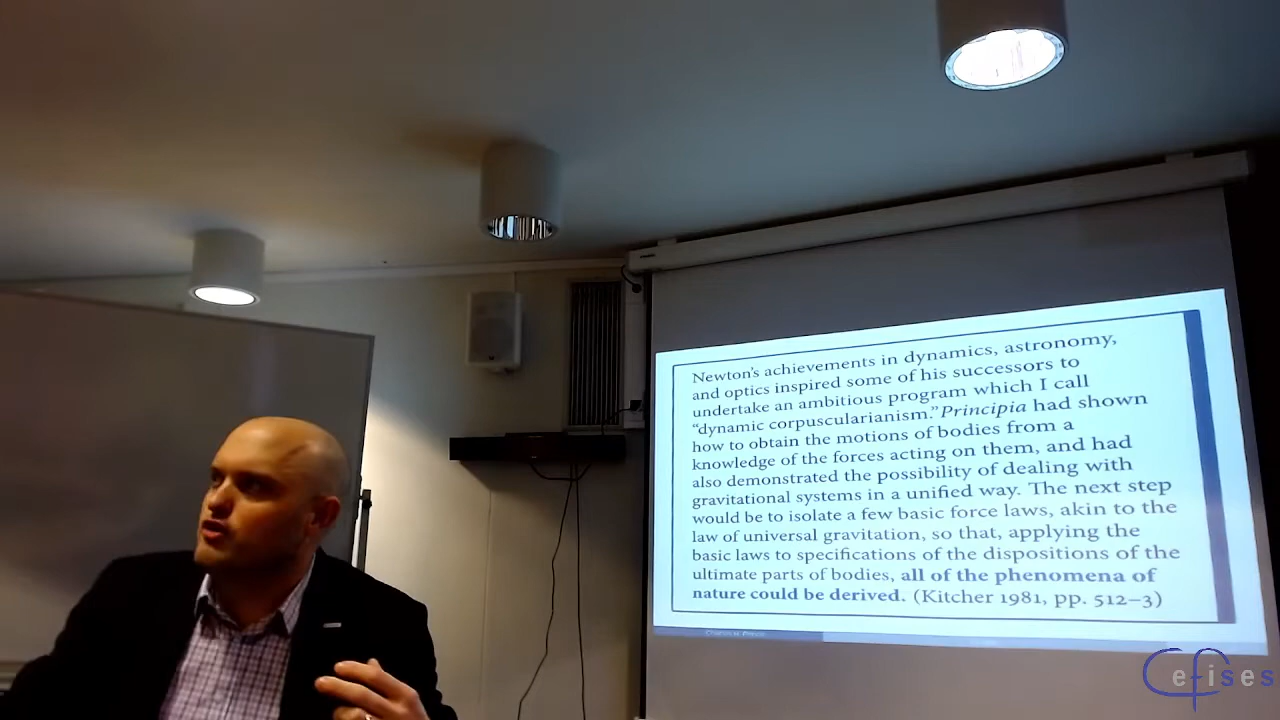 Newton's achievements in dynamics, astronomy,
and optics inspired some of his successors to
undertake an ambitious program which I call
“dynamic corpuscularianism.” Principia had shown
how to obtain the motions of bodies from a
knowledge of the forces acting on them, and had
also demonstrated the possibility of dealing with
gravitational systems in a unified way. The next step
would be to isolate a few basic force laws, akin to the
law of universal gravitation, so that, applying the
basic laws to specifications of the dispositions of the
ultimate parts of bodies, all of the phenomena of
nature could be derived. (Kitcher 1981, pp. 512–3)
Cefises